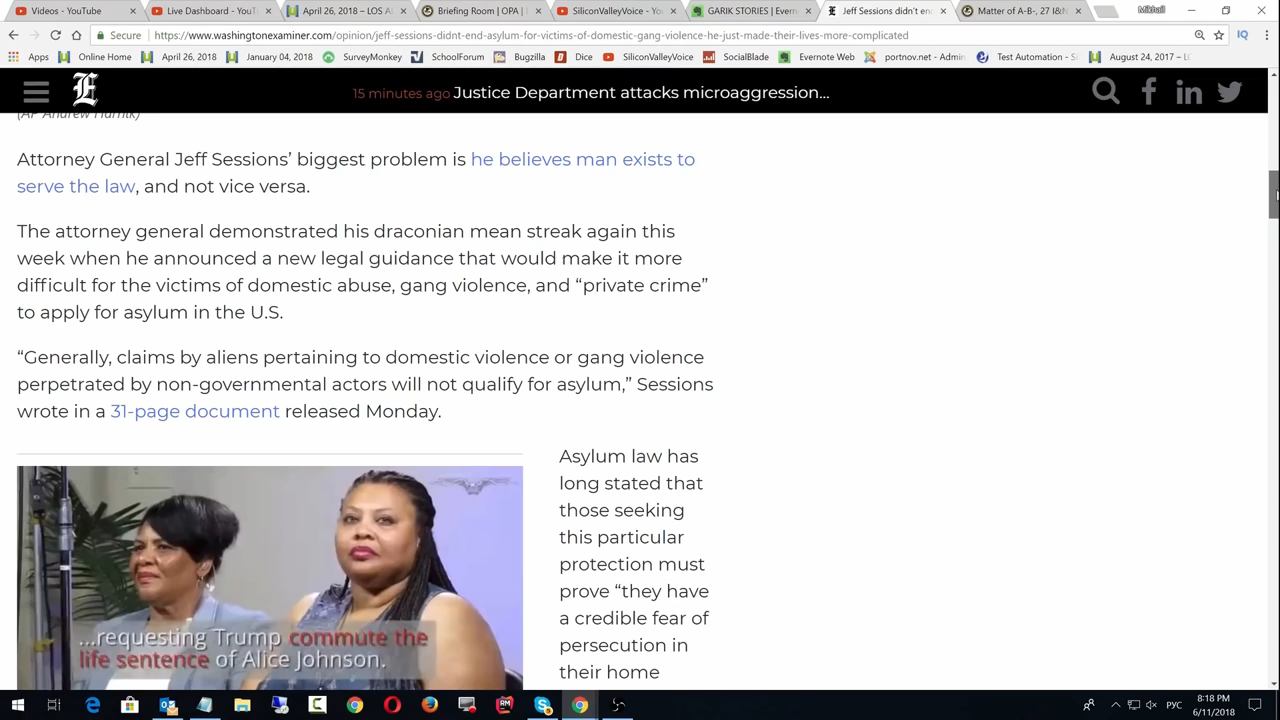 Videos - YouTube
Live Dashboard - YouTub
April 26, 2018 – LOS A
Briefing Room | OPA |
SiliconValleyVoice - Yo
GARIK STORIES | Evern
Jeff Sessions didn't en
Matter of A-B-, 27 I&N
Mikhail
Secure
https://www.washingtonexaminer.com/opinion/jeff-sessions-didnt-end-asylum-for-victims-of-domestic-gang-violence-he-just-made-their-lives-more-complicated
Apps
Online Home
April 26, 2018
January 04, 2018
SurveyMonkey
SchoolForum
Bugzilla
Dice
SiliconValleyVoice
SocialBlade
Evernote Web
portnov.net - Admin
Test Automation -
August 24, 2017 – L
15 minutes ago Justice Department attacks microaggression...
Attorney General Jeff Sessions’ biggest problem is he believes man exists to
serve the law, and not vice versa.
The attorney general demonstrated his draconian mean streak again this
week when he announced a new legal guidance that would make it more
difficult for the victims of domestic abuse, gang violence, and “private crime”
to apply for asylum in the U.S.
“Generally, claims by aliens pertaining to domestic violence or gang violence
perpetrated by non-governmental actors will not qualify for asylum,” Sessions
wrote in a 31-page document released Monday.
Asylum law has
long stated that
those seeking
this particular
protection must
prove “they have
a credible fear of
persecution in
their home
...requesting Trump commute the
life sentence of Alice Johnson.
8:18 PM
РУС
6/11/2018